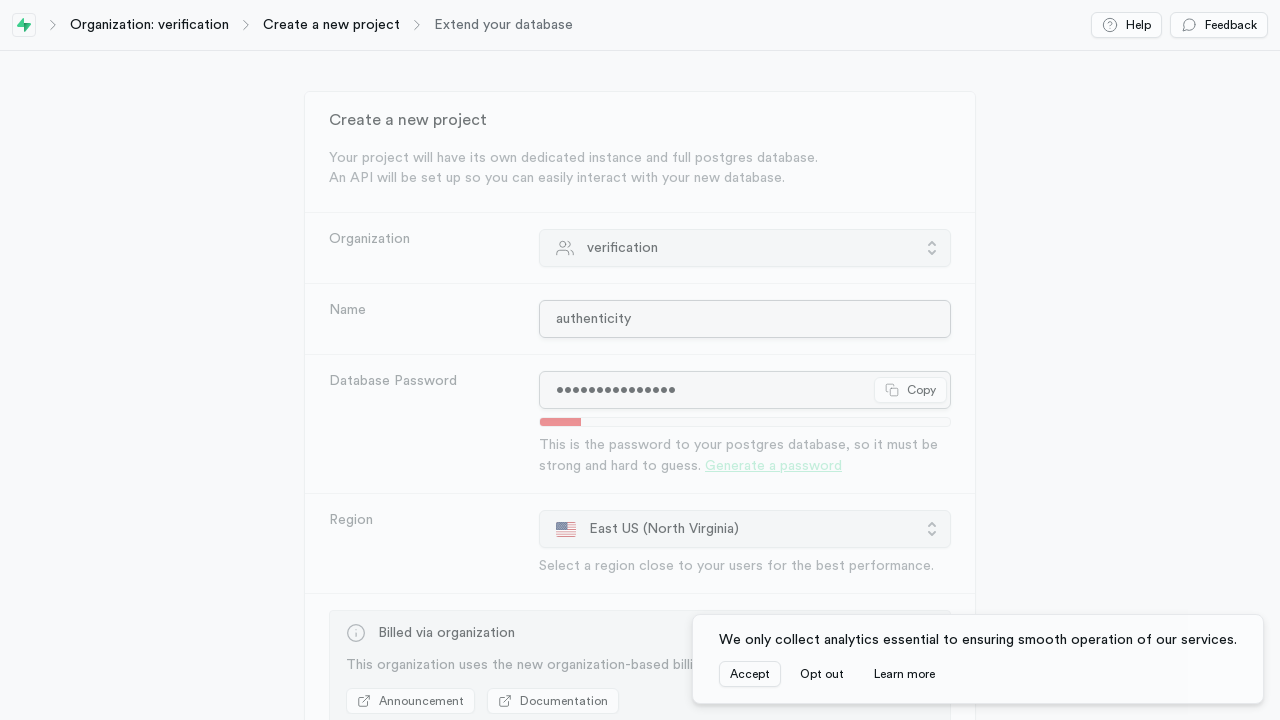 Organization: verification
Create a new project
Extend your database
Help
Feedback
Create a new project
Your project will have its own dedicated instance and full postgres database.
An API will be set up so you can easily interact with your new database.
Organization
verification
Name
authenticity
Database Password
Copy
This is the password to your postgres database, so it must be
strong and hard to guess. Generate a password
Region
East US (North Virginia)
Select a region close to your users for the best performance.
Billed via organization
This organization uses the new organization-based
Announcement
Documentation
We only collect analytics essential to ensuring smooth operation of our services.
Accept
Opt out
Learn more